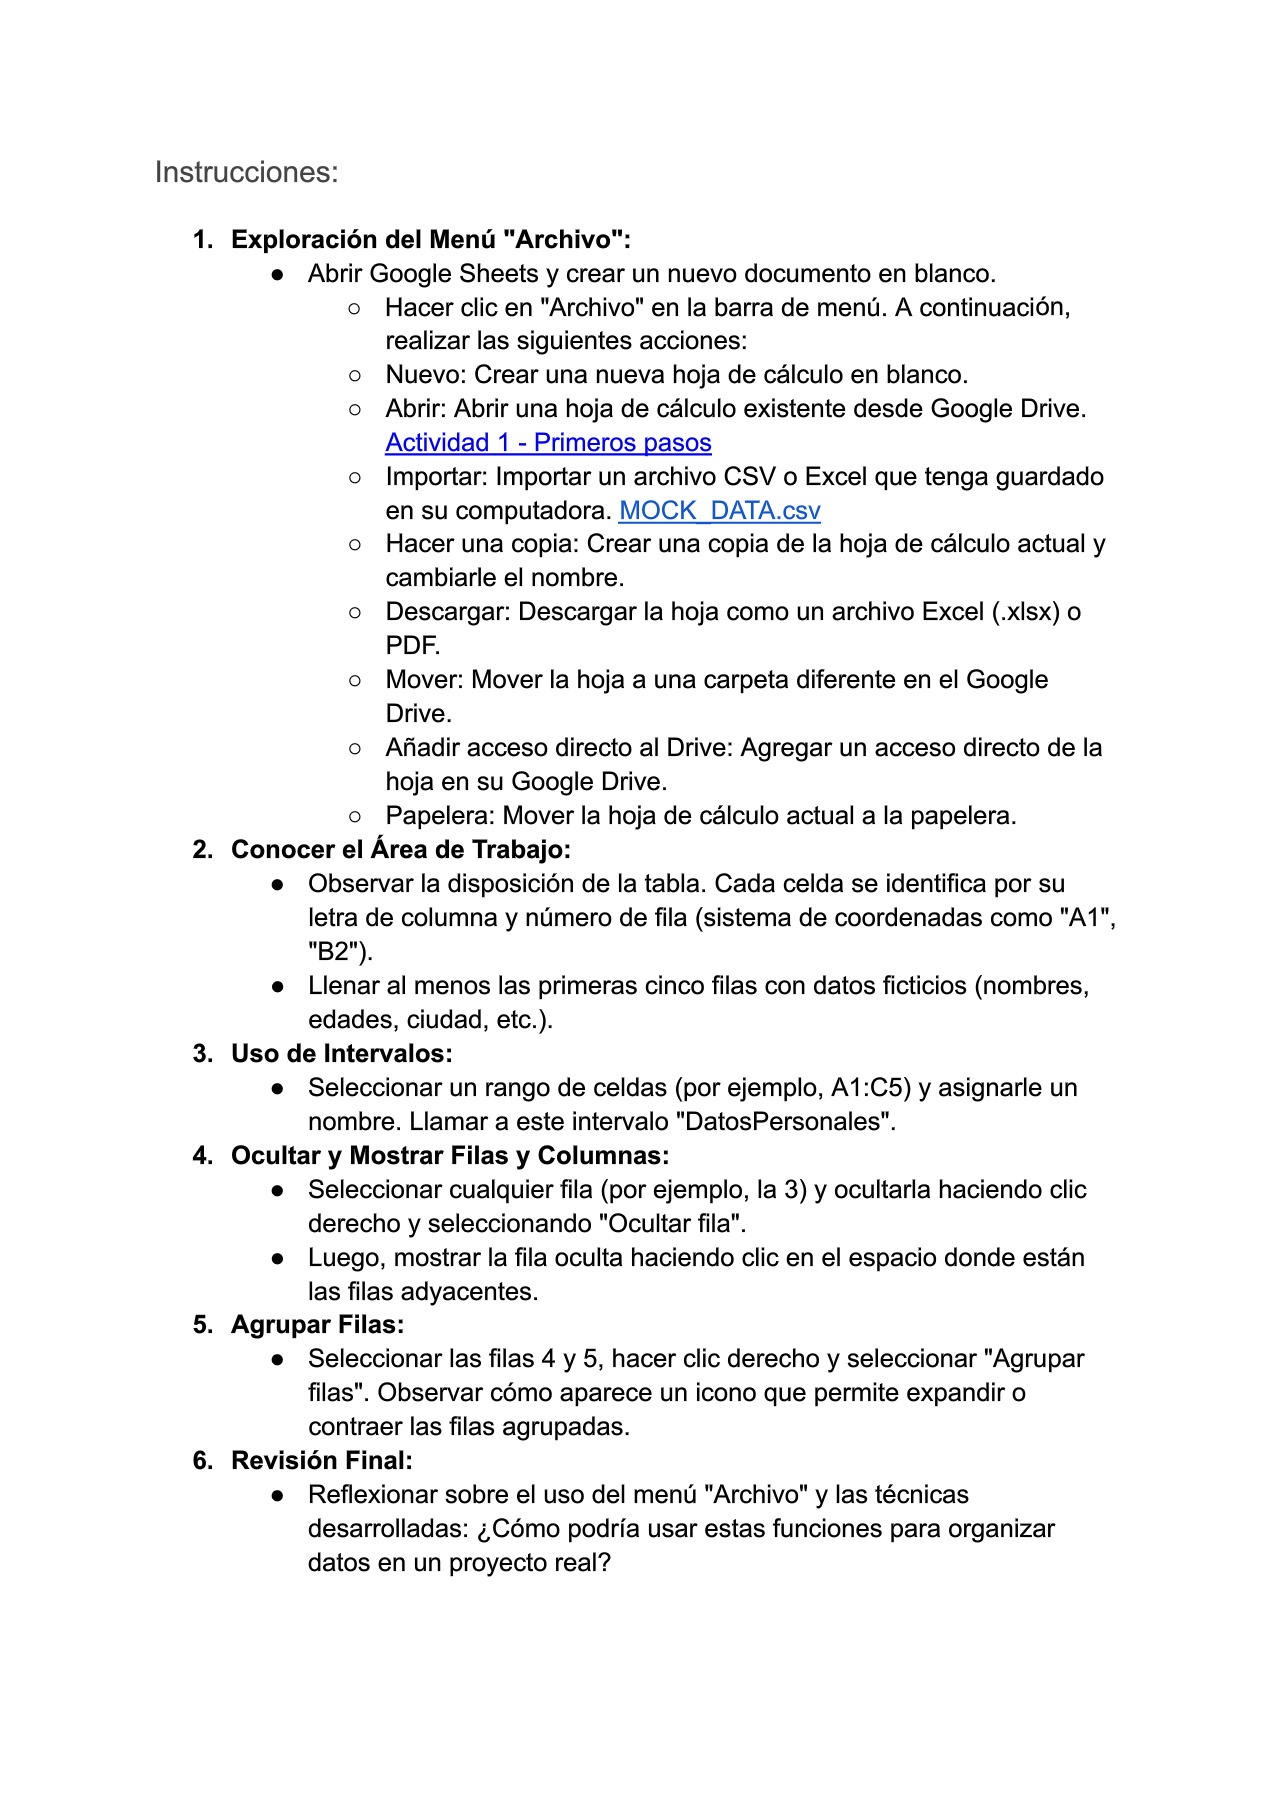 Instrucciones:
1. Exploración del Menú "Archivo":
● Abrir Google Sheets y crear un nuevo documento en blanco.
○ Hacer clic en "Archivo" en la barra de menú. A continuación,
realizar las siguientes acciones:
○ Nuevo: Crear una nueva hoja de cálculo en blanco.
○ Abrir: Abrir una hoja de cálculo existente desde Google Drive.
Actividad 1 - Primeros pasos
○ Importar: Importar un archivo CSV o Excel que tenga guardado
en su computadora. MOCK_DATA.csv
○ Hacer una copia: Crear una copia de la hoja de cálculo actual y
cambiarle el nombre.
○ Descargar: Descargar la hoja como un archivo Excel (.xlsx) o
PDF.
○ Mover: Mover la hoja a una carpeta diferente en el Google
Drive.
○ Añadir acceso directo al Drive: Agregar un acceso directo de la
hoja en su Google Drive.
○ Papelera: Mover la hoja de cálculo actual a la papelera.
2. Conocer el Área de Trabajo:
● Observar la disposición de la tabla. Cada celda se identifica por su
letra de columna y número de fila (sistema de coordenadas como "A1",
"B2").
● Llenar al menos las primeras cinco filas con datos ficticios (nombres,
edades, ciudad, etc.).
3. Uso de Intervalos:
● Seleccionar un rango de celdas (por ejemplo, A1:C5) y asignarle un
nombre. Llamar a este intervalo "DatosPersonales".
4. Ocultar y Mostrar Filas y Columnas:
● Seleccionar cualquier fila (por ejemplo, la 3) y ocultarla haciendo clic
derecho y seleccionando "Ocultar fila".
● Luego, mostrar la fila oculta haciendo clic en el espacio donde están
las filas adyacentes.
5. Agrupar Filas:
● Seleccionar las filas 4 y 5, hacer clic derecho y seleccionar "Agrupar
filas". Observar cómo aparece un icono que permite expandir o
contraer las filas agrupadas.
6. Revisión Final:
● Reflexionar sobre el uso del menú "Archivo" y las técnicas
desarrolladas: ¿Cómo podría usar estas funciones para organizar
datos en un proyecto real?